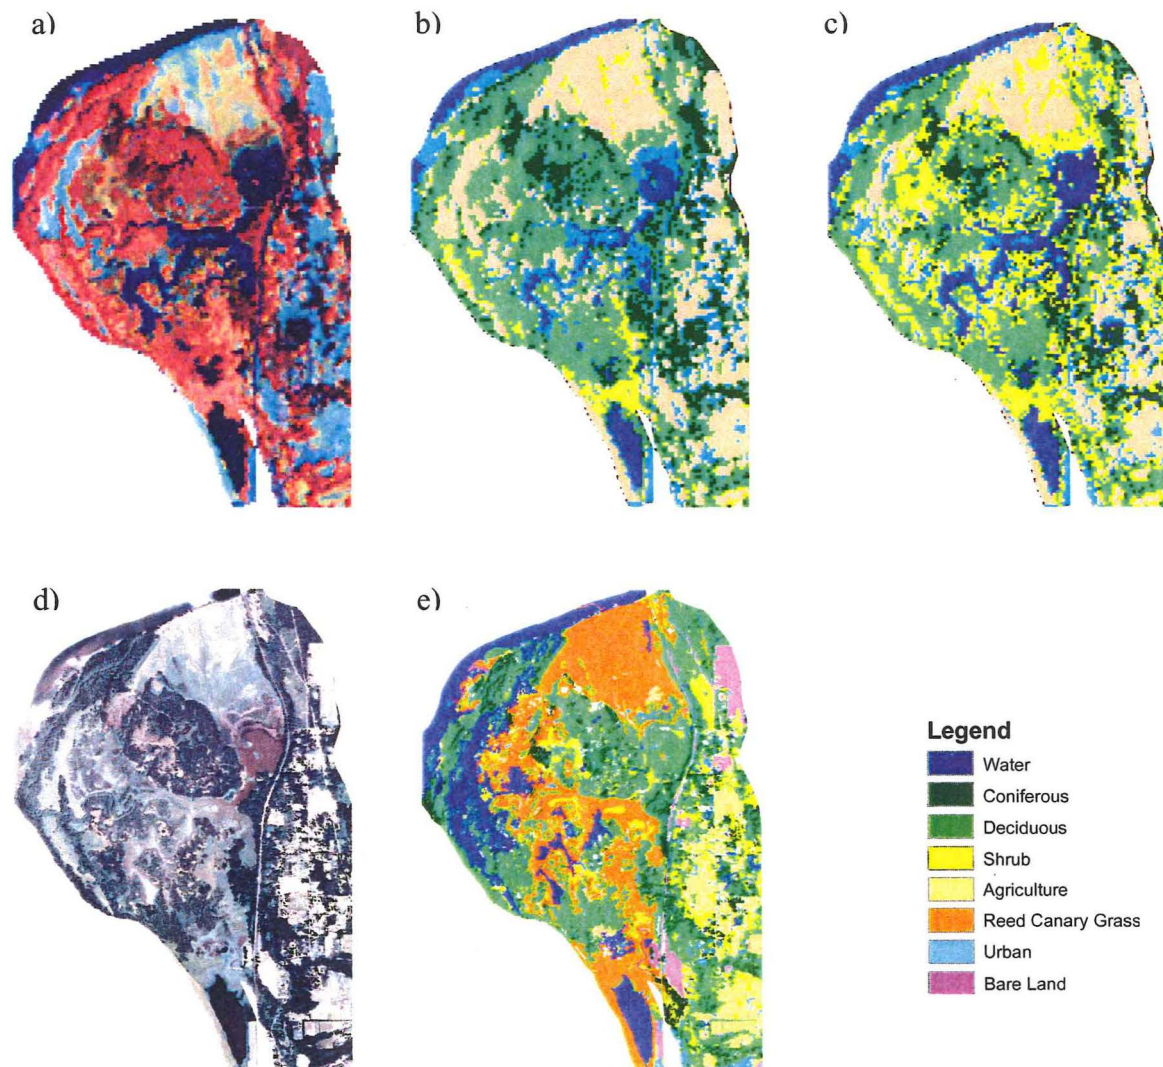 a)
b)
c)
d)
e)
Legend
Water
Coniferous
Deciduous
Shrub
Agriculture
Reed Canary Grass
Urban
Bare Land